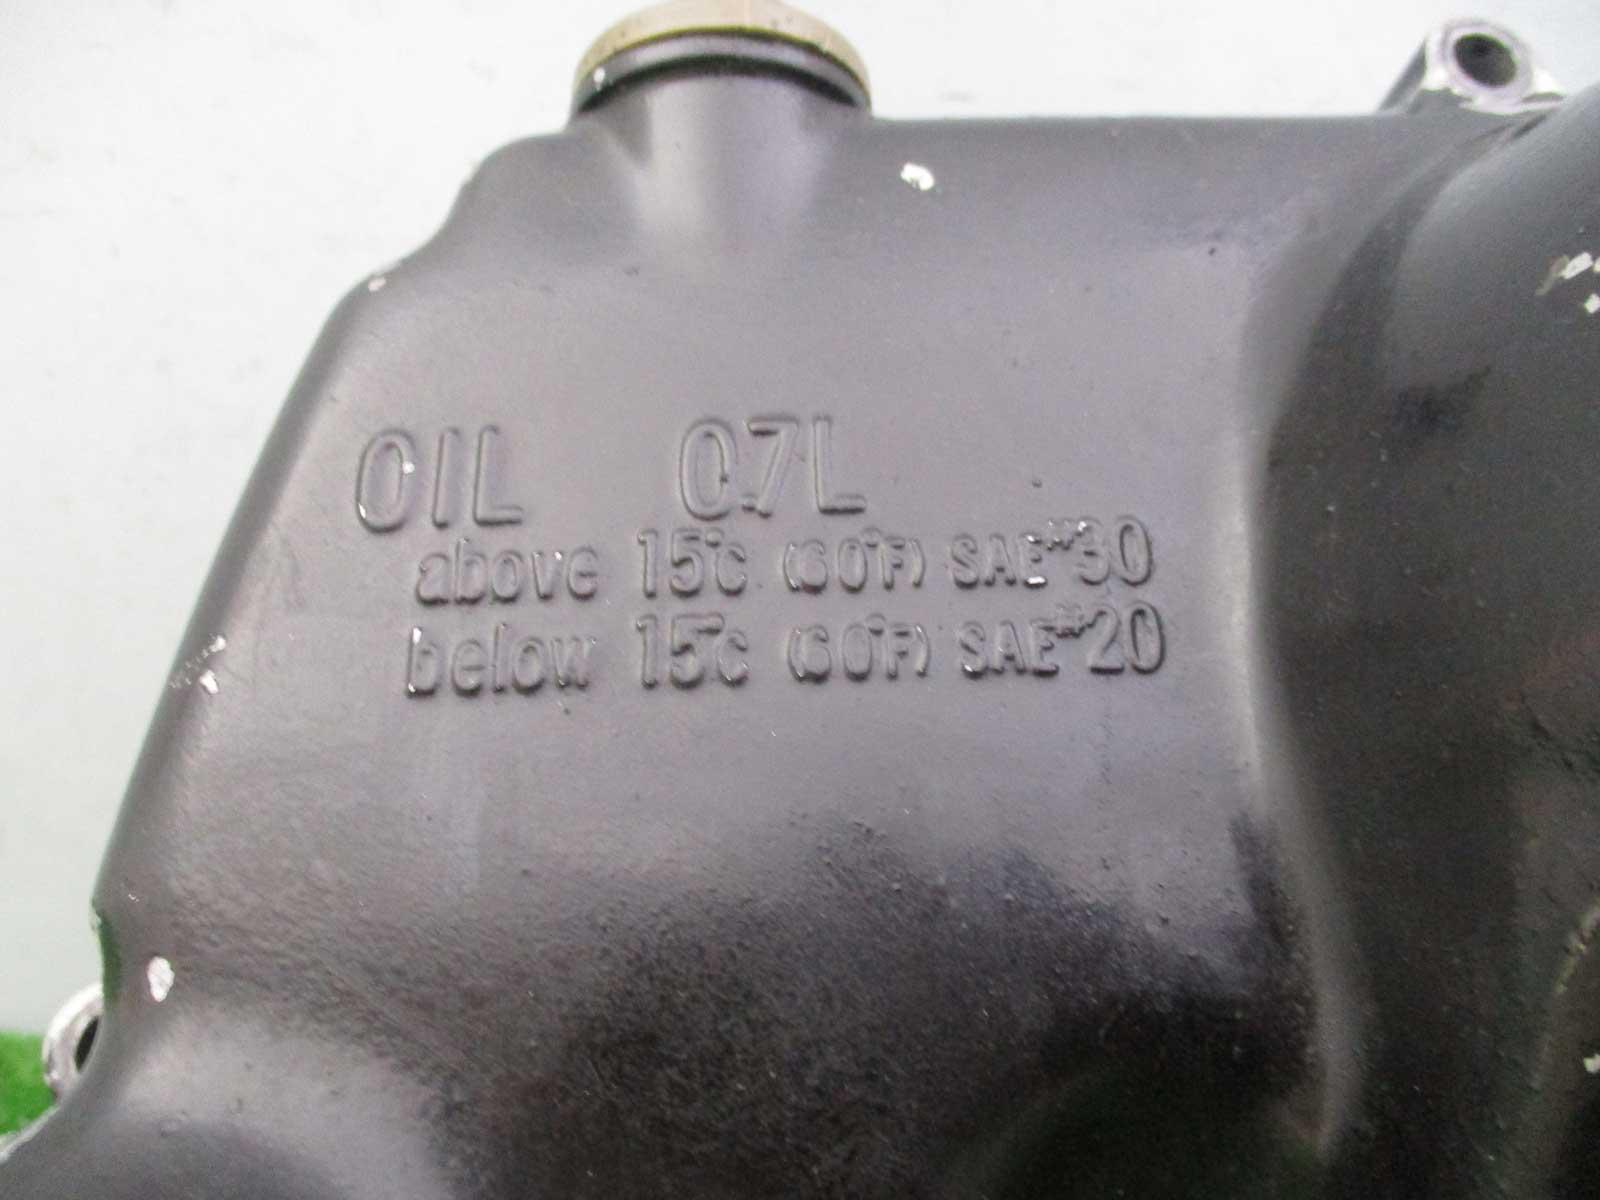 OIL 0.7L
above 15°C (60°F) SAE#30
below 15°C (60°F) SAE#20